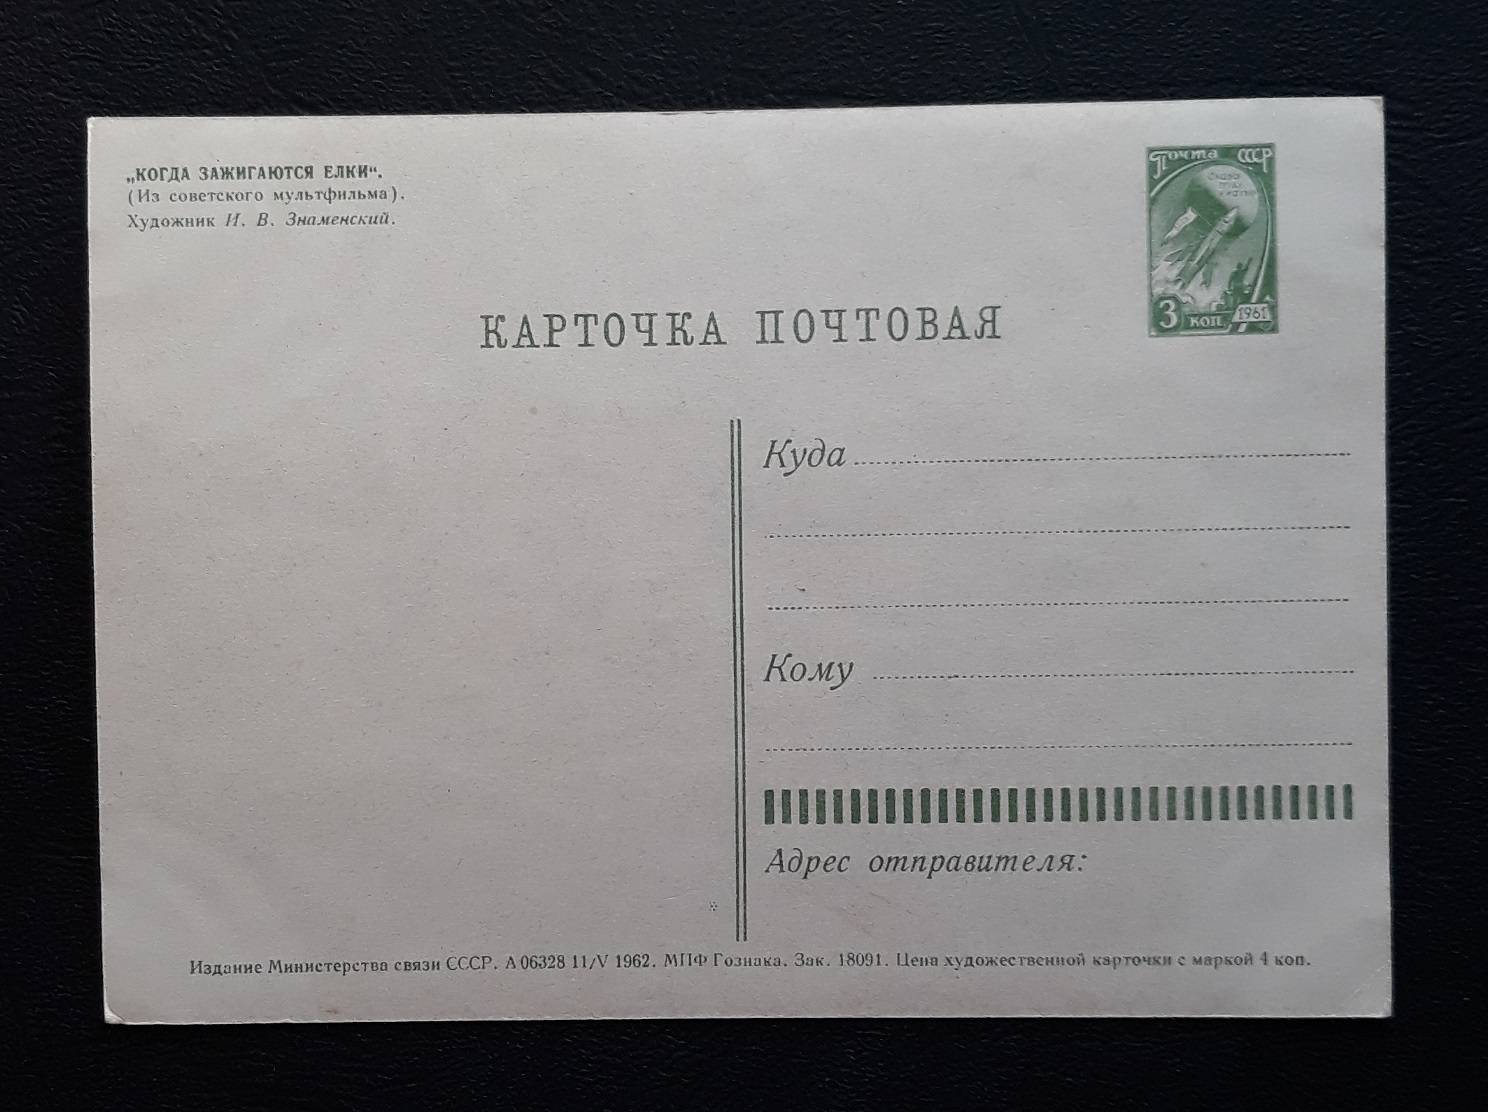 „КОГДА ЗАЖИГАЮТСЯ ЕЛКИ“.
(Из советского мультфильма).
Художник И. В. Знаменский.
Почта СССР
Слава
3 коп 1961
КАРТОЧКА ПОЧТОВАЯ
Куда
Кому
Адрес отправителя:
Издание Министерства связи СССР. А 06328 11/V 1962. МПФ Гознака. Зак. 18091. Цена художественной карточки с маркой 4 коп.